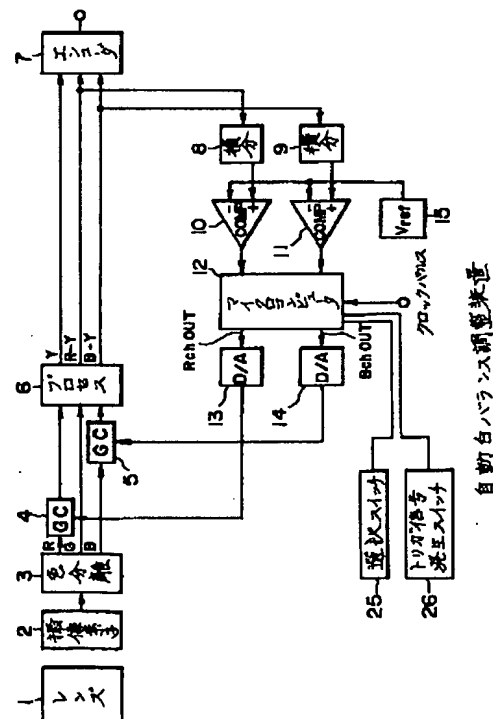 1
レンズ
2
撮像素子
3
色分離
R
G
B
4
GC
5
GC
6
プロセス
Y
R-Y
B-Y
7
エンコーダ
8
積分
9
積分
10
COMP
－
＋
11
COMP
－
＋
12
マイクロコンピュータ
RchOUT
BchOUT
13
D/A
14
D/A
15
Vref
クロックパルス
25
選択スイッチ
26
トリガ信号
発生スイッチ
自動白バランス調整装置